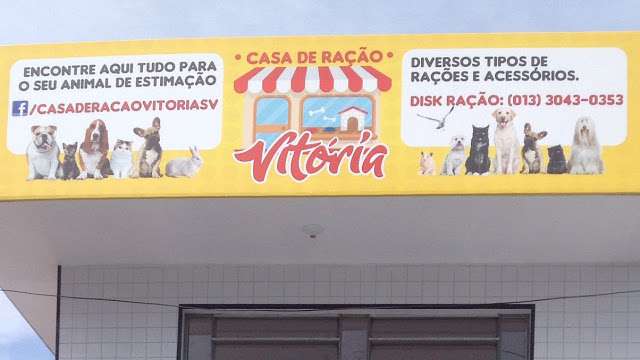 ENCONTRE AQUI TUDO PARA
O SEU ANIMAL DE ESTIMAÇÃO
f/CASADERACAOVITORIASV
CASA DE RAÇÃO
Vitória
DIVERSOS TIPOS DE
RAÇÕES E ACESSÓRIOS.
DISK RAÇÃO: (013) 3043-0353